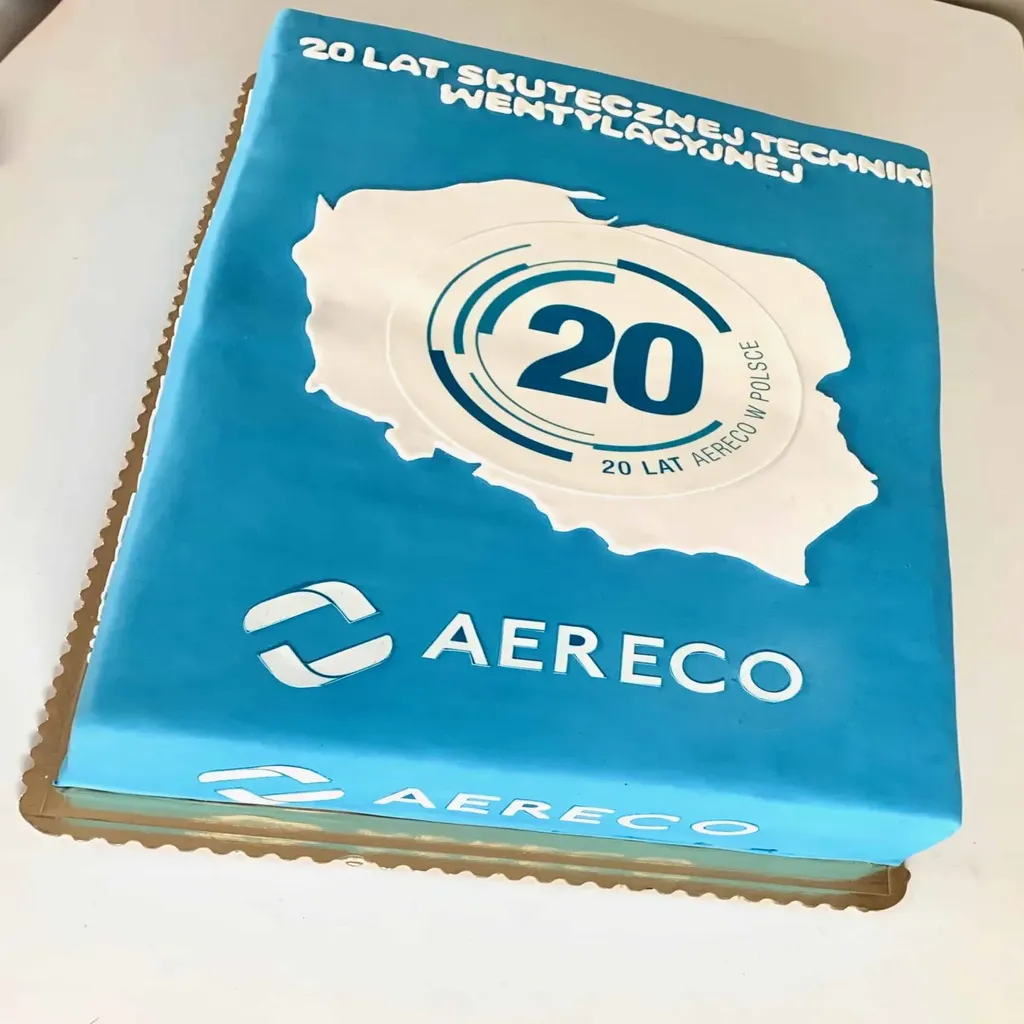 20 LAT SKUTECZNEJ TECHNIKI
WENTYLACYJNEJ
20
20 LAT AERECO W POLSCE
AERECO
AERECO